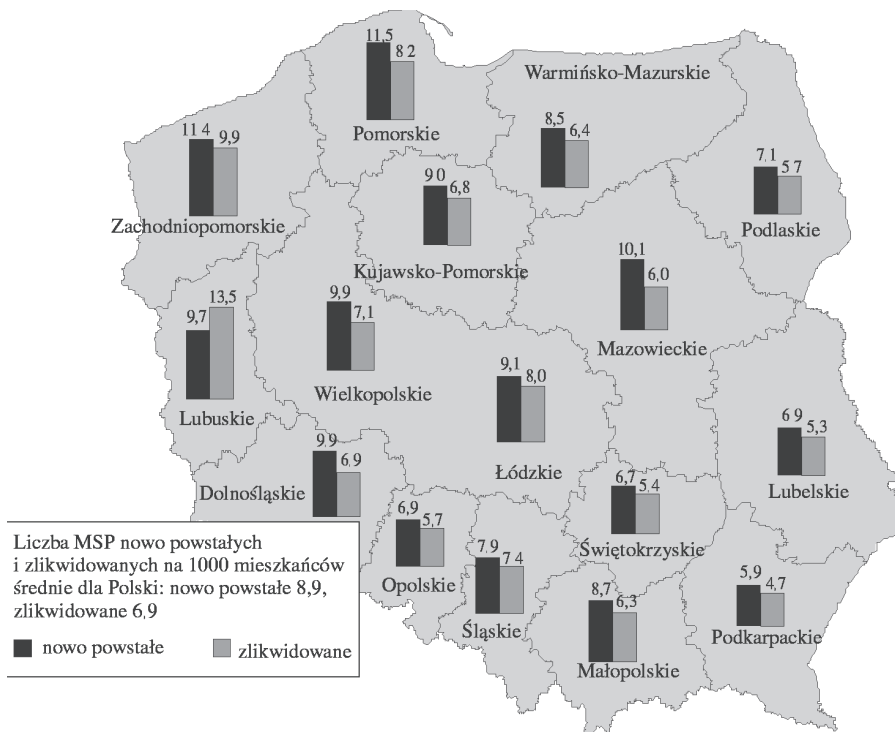 11,5 8 2
Pomorskie
Warmińsko-Mazurskie
8,5 6,4
11 4 9,9
Zachodniopomorskie
9 0 6,8
Kujawsko-Pomorskie
7,1 5 7
Podlaskie
10,1 6,0
Mazowieckie
9,7 13,5
Lubuskie
9,9 7,1
Wielkopolskie
9,1 8,0
Łódzkie
6 9 5,3
Lubelskie
9,9 6,9
Dolnośląskie
6,7 5,4
Świętokrzyskie
6,9 5,7
Opolskie
7,9 7 4
Śląskie
8,7 6,3
Małopolskie
5,9 4,7
Podkarpackie
Liczba MSP nowo powstałych
i zlikwidowanych na 1000 mieszkańców
średnie dla Polski: nowo powstałe 8,9,
zlikwidowane 6,9
nowo powstałe zlikwidowane